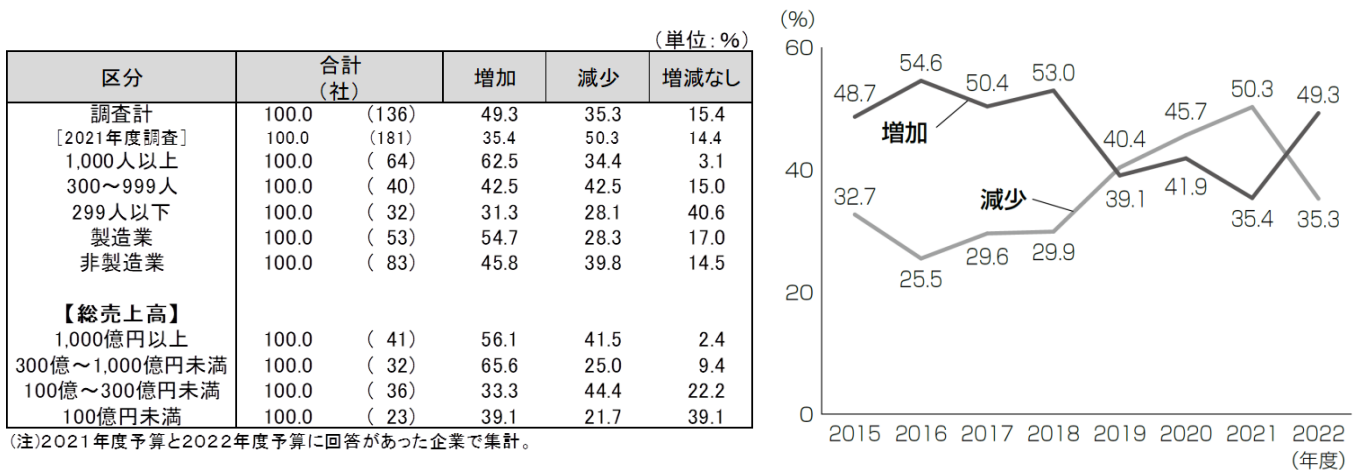 (単位：%)
区分 合計（社） 増加 減少 増減なし
調査計 100.0 (136) 49.3 35.3 15.4
[2021年度調査] 100.0 (181) 35.4 50.3 14.4
1,000人以上 100.0 ( 64) 62.5 34.4 3.1
300～999人 100.0 ( 40) 42.5 42.5 15.0
299人以下 100.0 ( 32) 31.3 28.1 40.6
製造業 100.0 ( 53) 54.7 28.3 17.0
非製造業 100.0 ( 83) 45.8 39.8 14.5
【総売上高】
1,000億円以上 100.0 ( 41) 56.1 41.5 2.4
300億～1,000億円未満 100.0 ( 32) 65.6 25.0 9.4
100億～300億円未満 100.0 ( 36) 33.3 44.4 22.2
100億円未満 100.0 ( 23) 39.1 21.7 39.1
(注)2021年度予算と2022年度予算に回答があった企業で集計。
(%)
60
40
20
0
48.7 54.6 50.4 53.0 40.4 45.7 50.3 49.3
増加
減少
32.7 25.5 29.6 29.9 39.1 41.9 35.4 35.3
2015 2016 2017 2018 2019 2020 2021 2022
(年度)